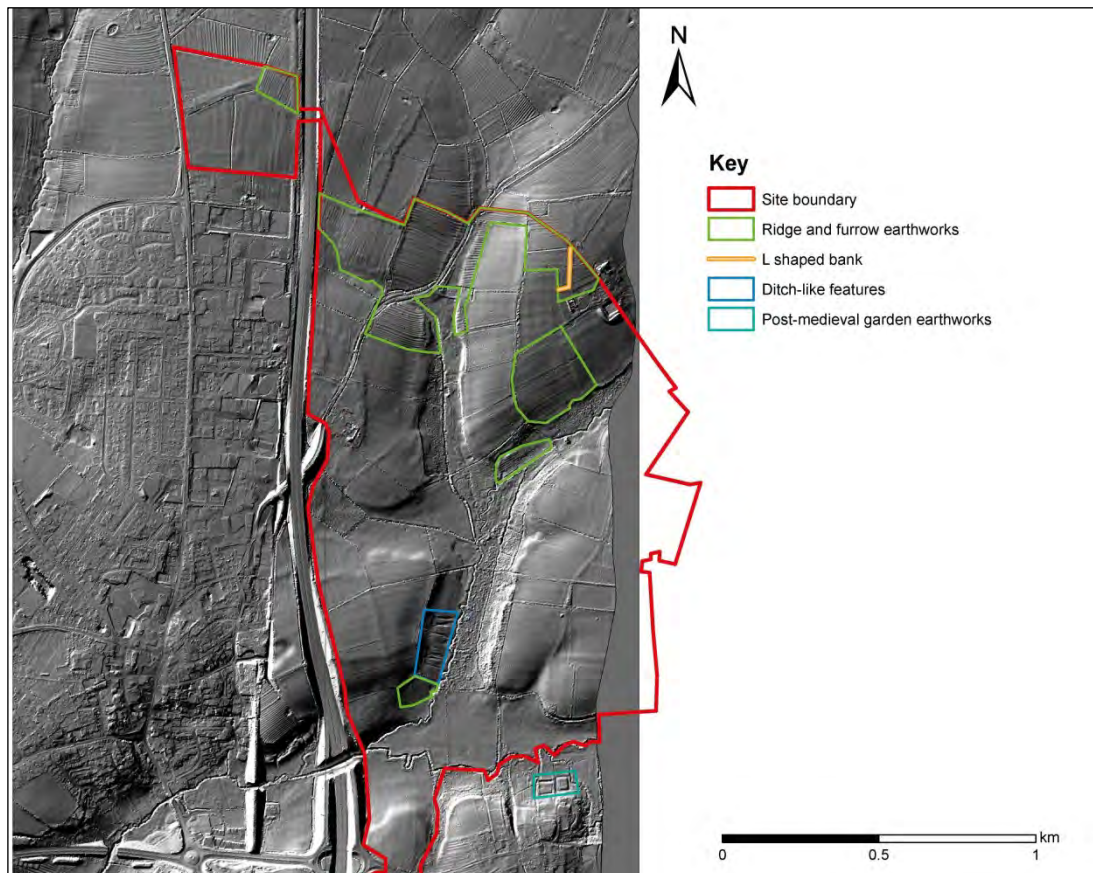 N
Key
Site boundary
Ridge and furrow earthworks
L shaped bank
Ditch-like features
Post-medieval garden earthworks
km
0 0.5 1